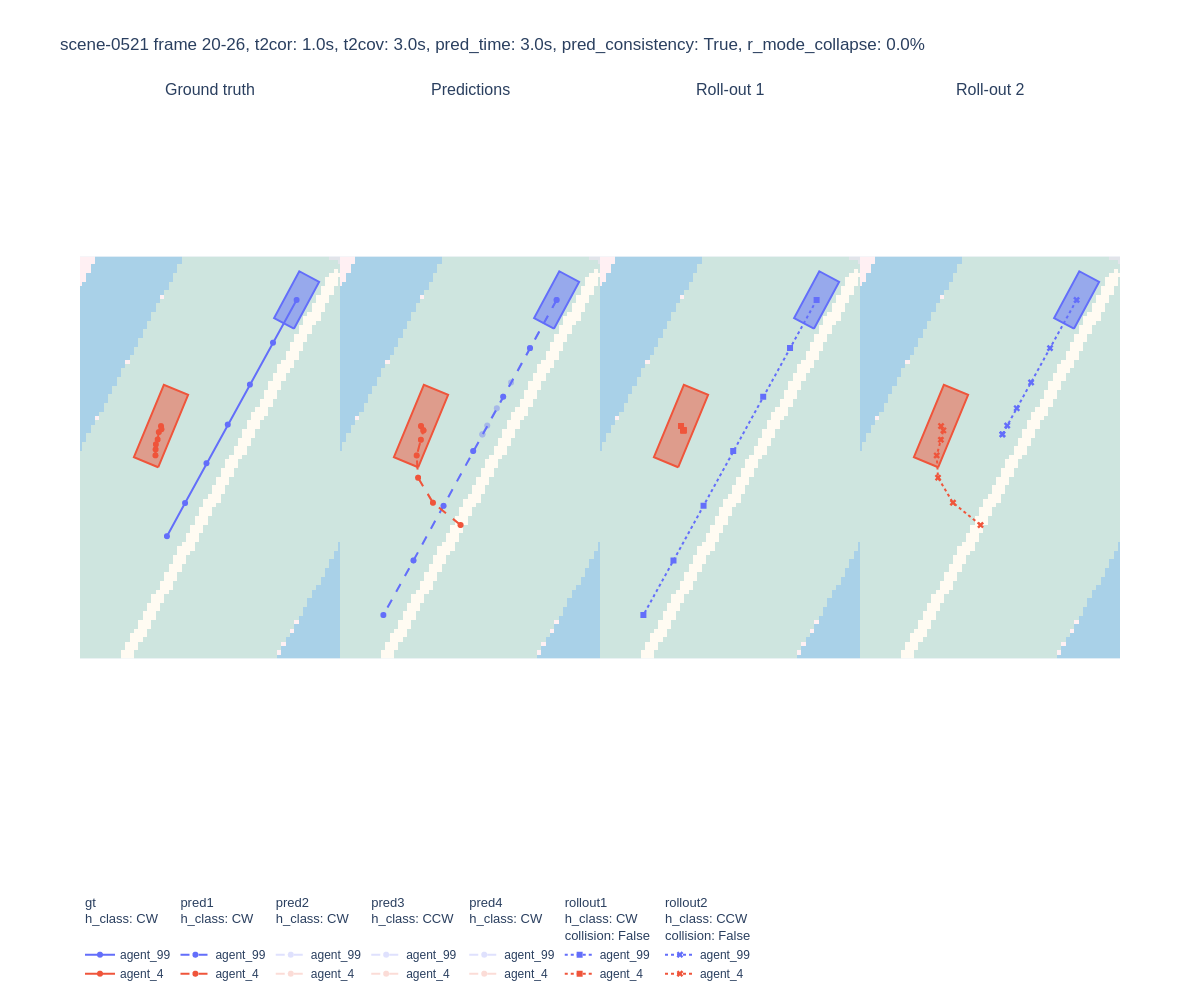 scene-0521 frame 20-26, t2cor: 1.0s, t2cov: 3.0s, pred_time: 3.0s, pred_consistency: True, r_mode_collapse: 0.0%
Ground truth Predictions Roll-out 1 Roll-out 2
gt pred1 pred2 pred3 pred4 rollout1 rollout2
h_class: CW h_class: CW h_class: CW h_class: CCW h_class: CW h_class: CW h_class: CCW
collision: False collision: False
agent_99 agent_99 agent_99 agent_99 agent_99 agent_99 agent_99
agent_4 agent_4 agent_4 agent_4 agent_4 agent_4 agent_4